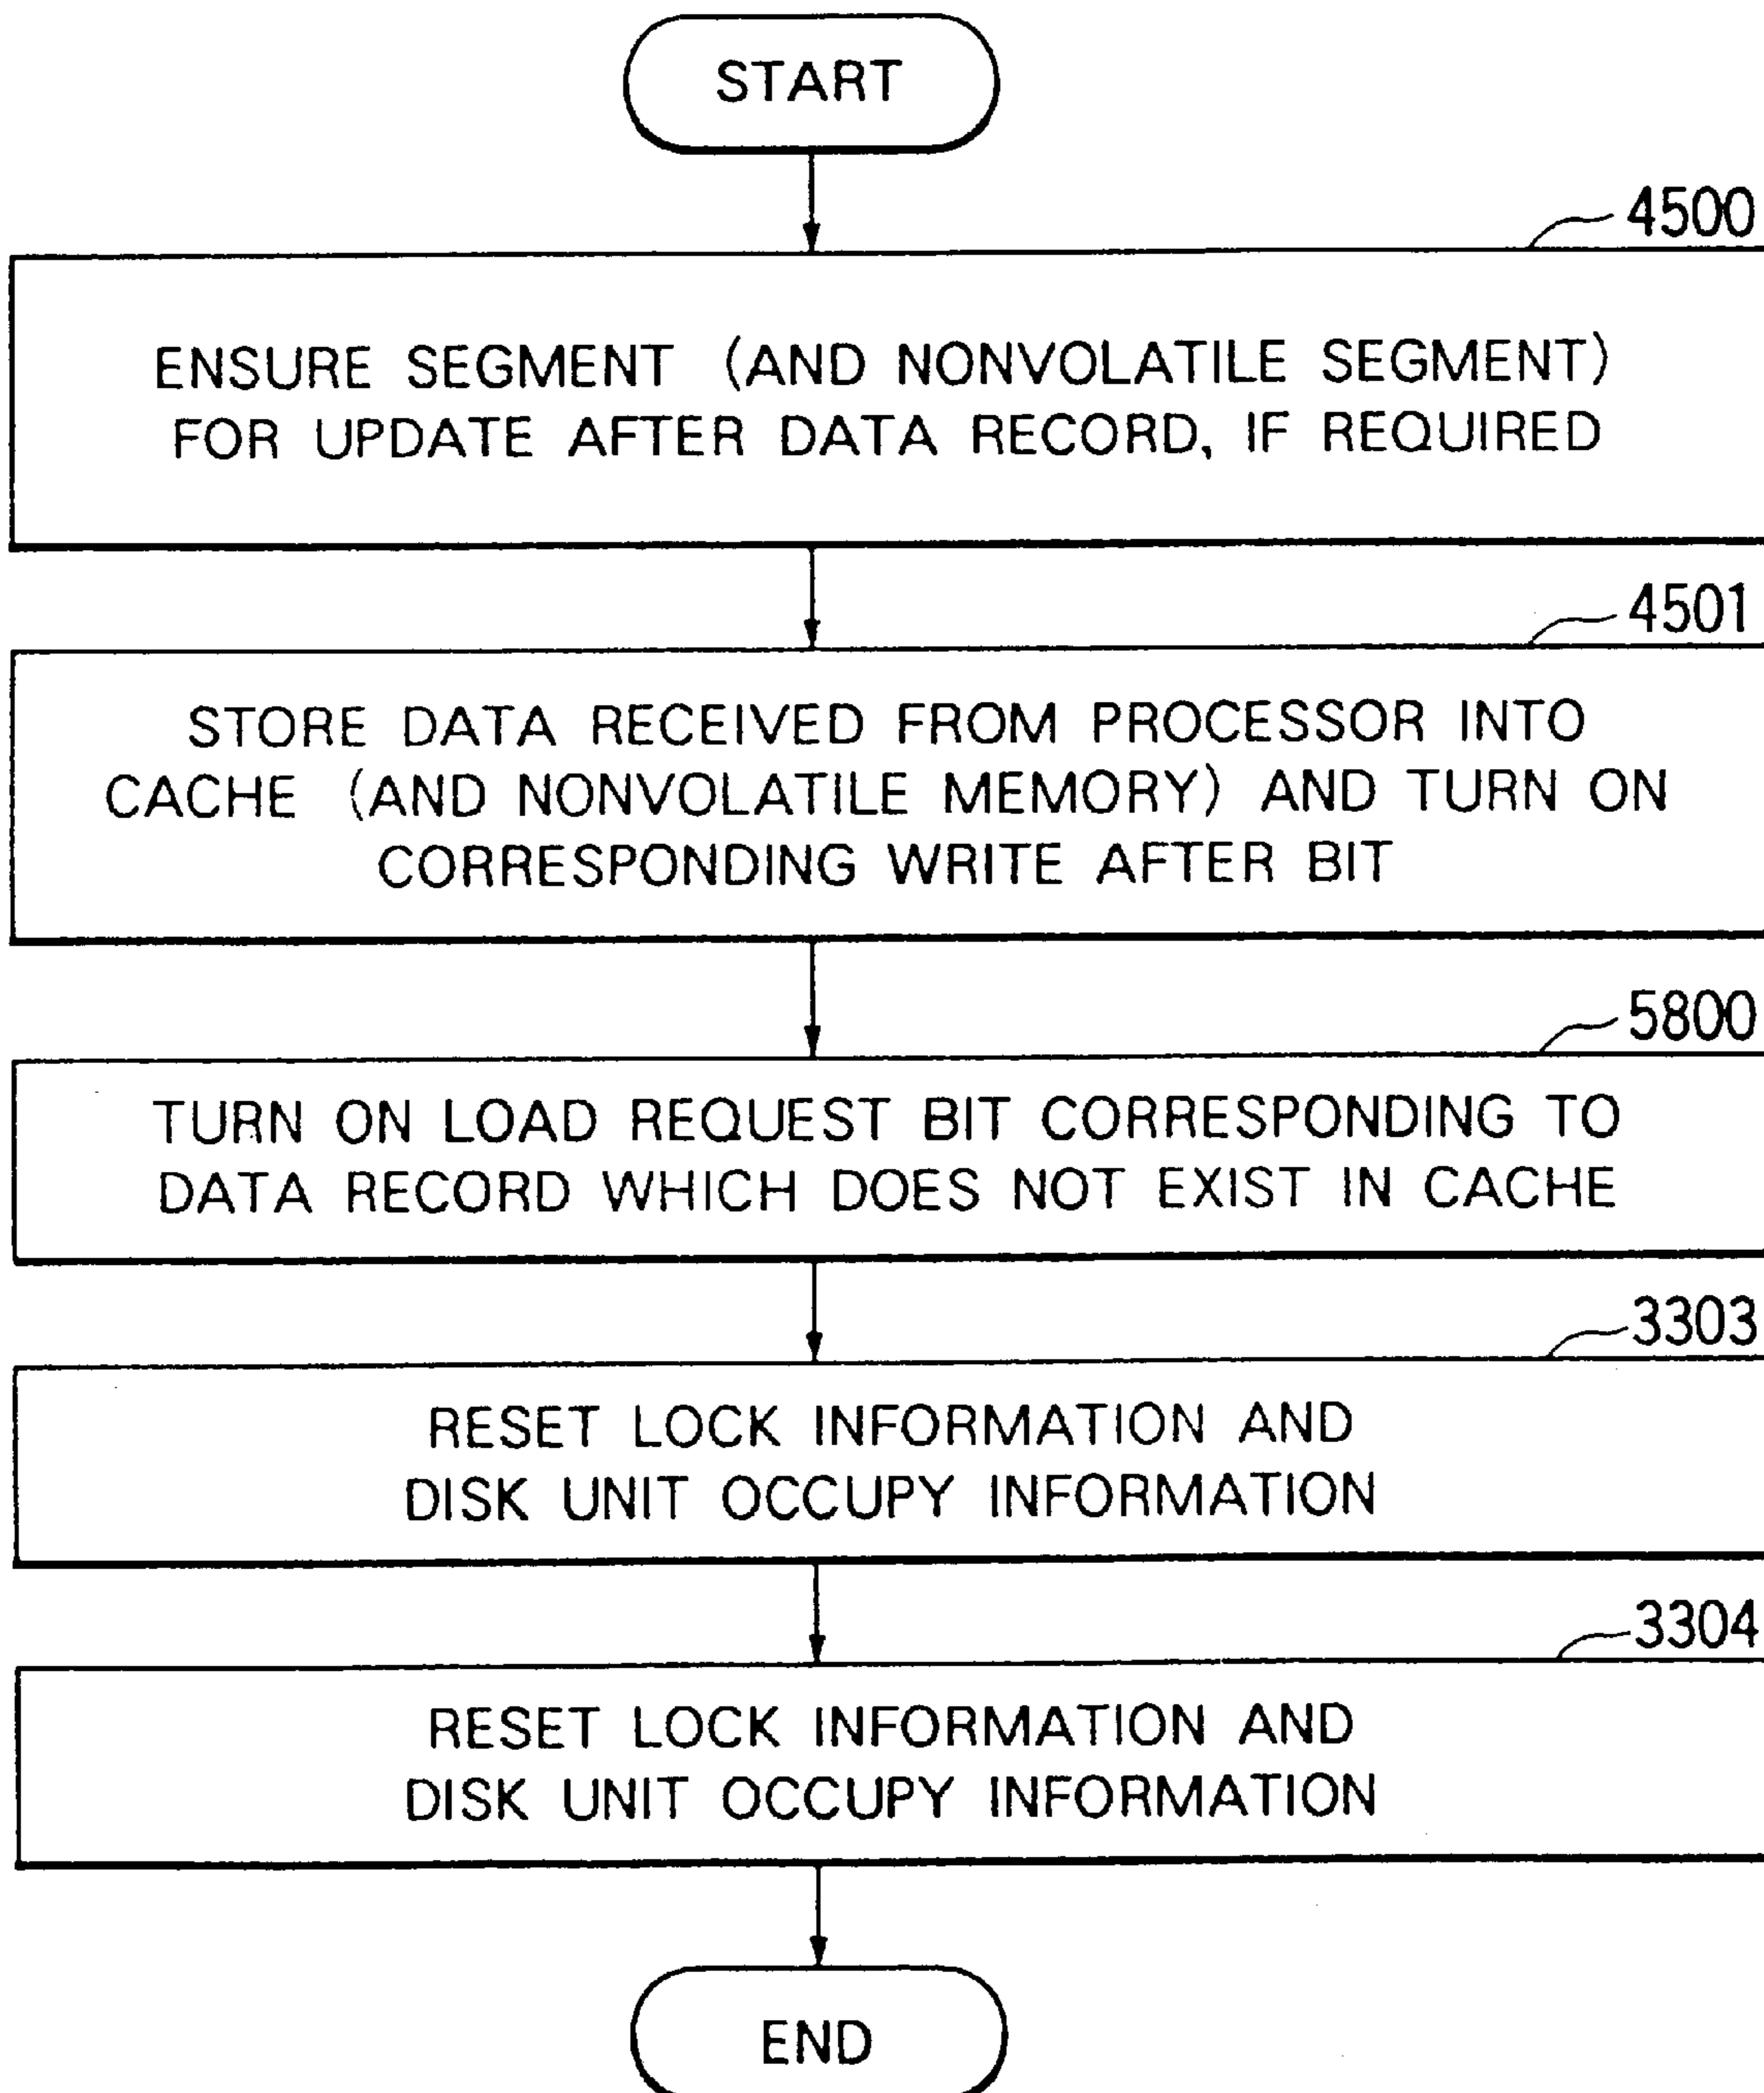 START
4500
ENSURE SEGMENT (AND NONVOLATILE SEGMENT)
FOR UPDATE AFTER DATA RECORD, IF REQUIRED
4501
STORE DATA RECEIVED FROM PROCESSOR INTO
CACHE (AND NONVOLATILE MEMORY) AND TURN ON
CORRESPONDING WRITE AFTER BIT
5800
TURN ON LOAD REQUEST BIT CORRESPONDING TO
DATA RECORD WHICH DOES NOT EXIST IN CACHE
3303
RESET LOCK INFORMATION AND
DISK UNIT OCCUPY INFORMATION
3304
RESET LOCK INFORMATION AND
DISK UNIT OCCUPY INFORMATION
END